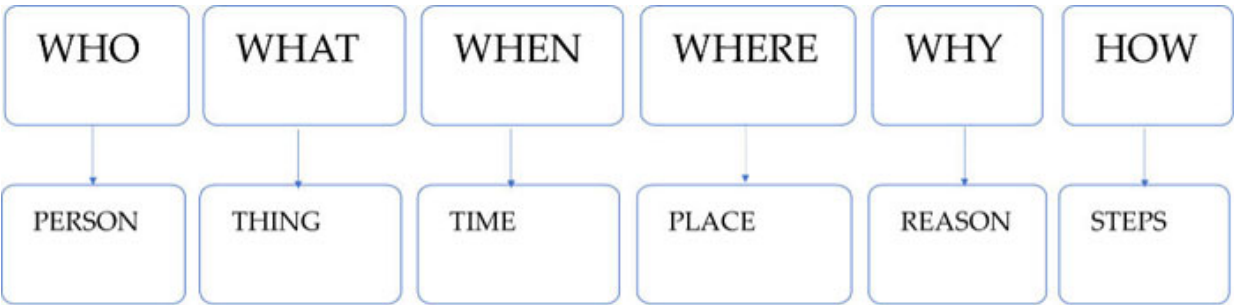 WHO WHAT WHEN WHERE WHY HOW
PERSON THING TIME PLACE REASON STEPS